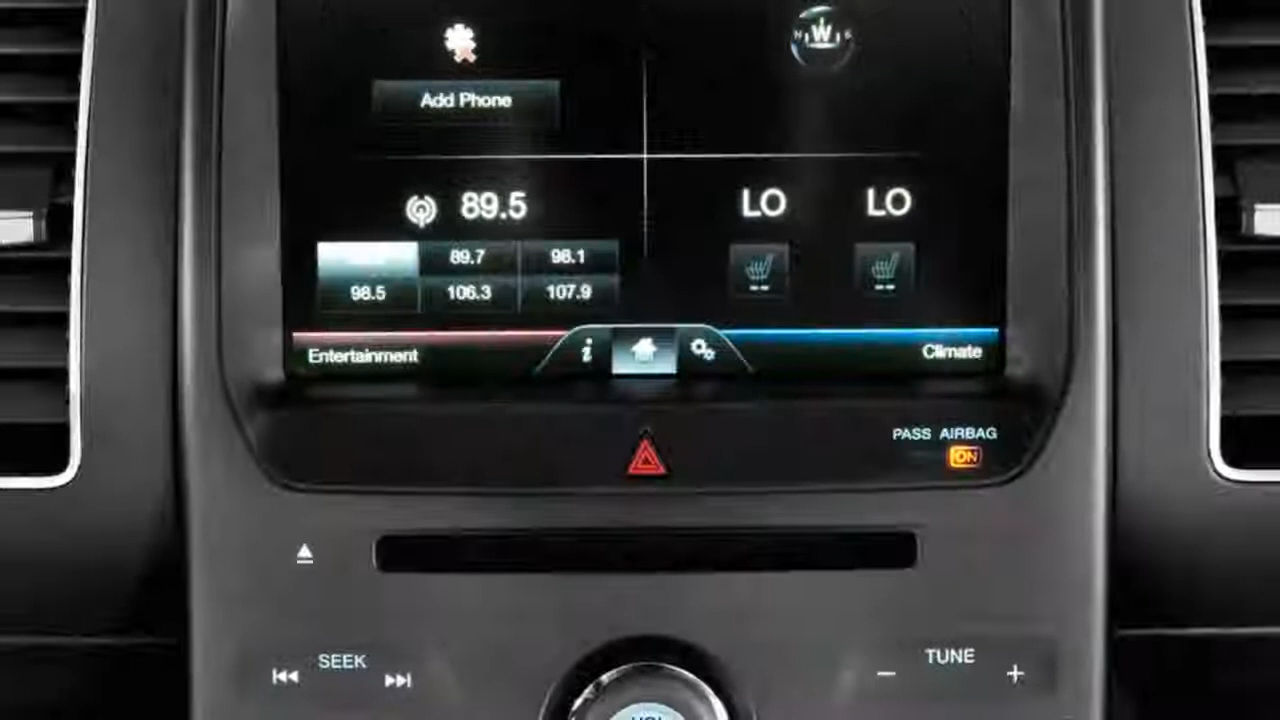 N W S
Add Phone
89.5
LO LO
89.7 98.1
98.5 106.3 107.9
Entertainment
i
Climate
PASS AIRBAG
ON
SEEK
TUNE
VOL